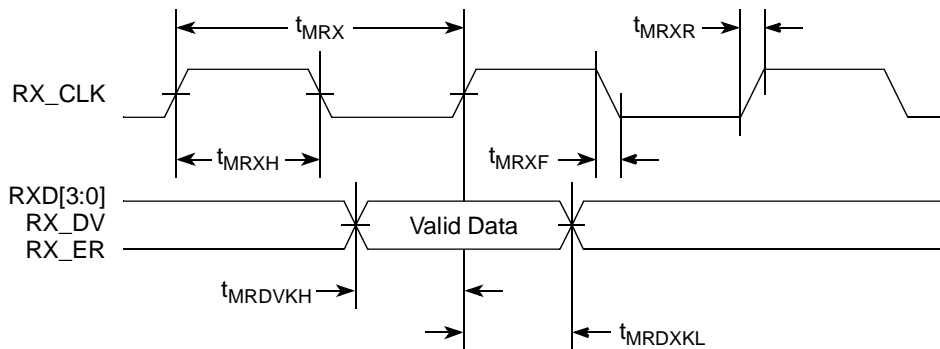 tMRX
tMRXR
RX_CLK
tMRXH
tMRXF
RXD[3:0]
RX_DV
Valid Data
RX_ER
tMRDVKH
tMRDXKL